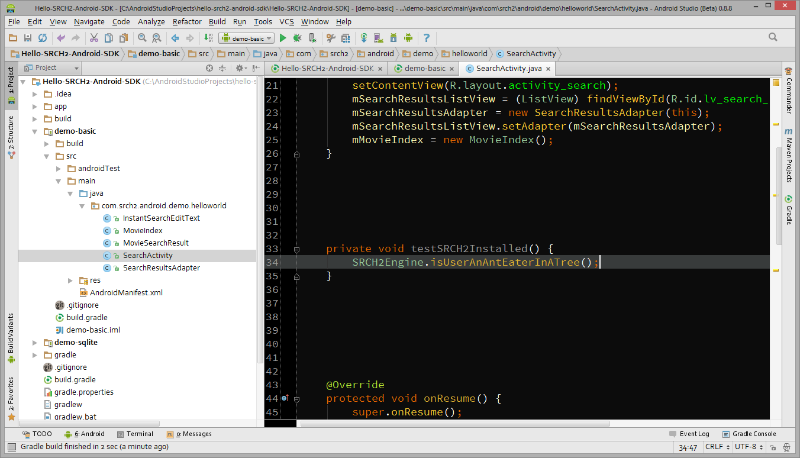 Hello-SRCH2-Android-SDK - [C:\AndroidStudioProjects\hello-srch2-android-sdk\Hello-SRCH2-Android-SDK] - [demo-basic] - ...\demo-basic\src\main\java\com\srch2\android\demo\helloworld\SearchActivity.java - Android Studio (Beta) 0.8.8
File Edit View Navigate Code Analyze Refactor Build Run Tools VCS Window Help
demo-basic
Hello-SRCH2-Android-SDK demo-basic src main java com srch2 android demo helloworld SearchActivity
Project
Hello-SRCH2-Android-SDK demo-basic SearchActivity.java
1: Project
2: Structure
BuildVariants
2: Favorites
Hello-SRCH2-Android-SDK (C:\AndroidStudioProjects\hello-s
.idea
app
build
demo-basic
build
src
androidTest
main
java
com.srch2.android.demo.helloworld
InstantSearchEditText
MovieIndex
MovieSearchResult
SearchActivity
SearchResultsAdapter
res
AndroidManifest.xml
.gitignore
build.gradle
demo-basic.iml
demo-sqlite
gradle
.gitignore
build.gradle
gradle.properties
gradlew
gradlew.bat
21 setContentView(R.layout.activity_search);
22 mSearchResultsListView = (ListView) findViewById(R.id.lv_search_
23 mSearchResultsAdapter = new SearchResultsAdapter(this);
24 mSearchResultsListView.setAdapter(mSearchResultsAdapter);
25 mMovieIndex = new MovieIndex();
26 }
27
28
29
30
31
32
33 private void testSRCH2Installed() {
34 SRCH2Engine.isUserAnAntEaterInATree();
35 }
36
37
38
39
40
41
42
43 @Override
44 protected void onResume() {
45 super.onResume();
Commander
Maven Projects
Gradle
TODO 6: Android Terminal 0: Messages Event Log Gradle Console
Gradle build finished in 2 sec (a minute ago) 34:47 CRLF UTF-8